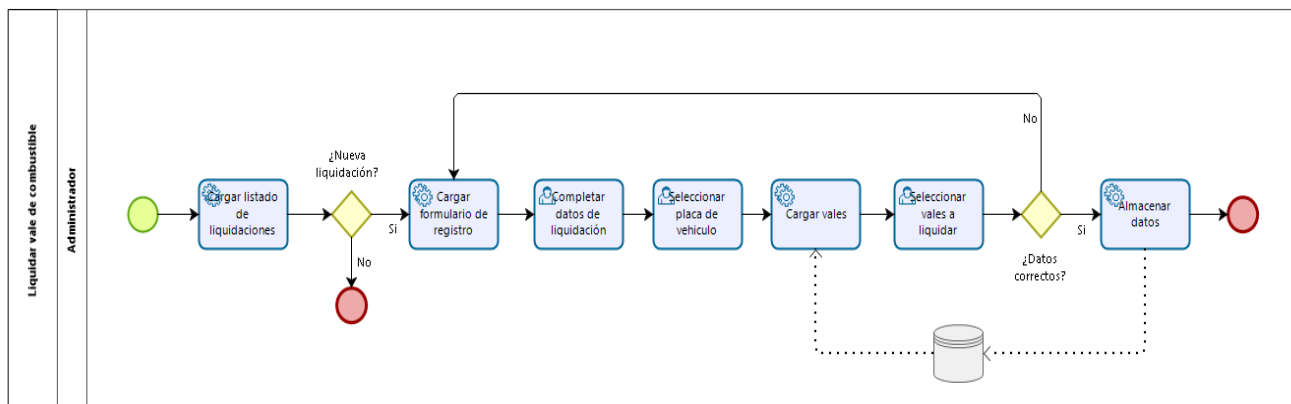 Liquidar vale de combustible
Administrador
Cargar listado
de
liquidaciones
¿Nueva
liquidación?
Si
No
Cargar
formulario de
registro
Completar
datos de
liquidación
Seleccionar
placa de
vehiculo
Cargar vales
Seleccionar
vales a
liquidar
No
Si
¿Datos
correctos?
Almacenar
datos